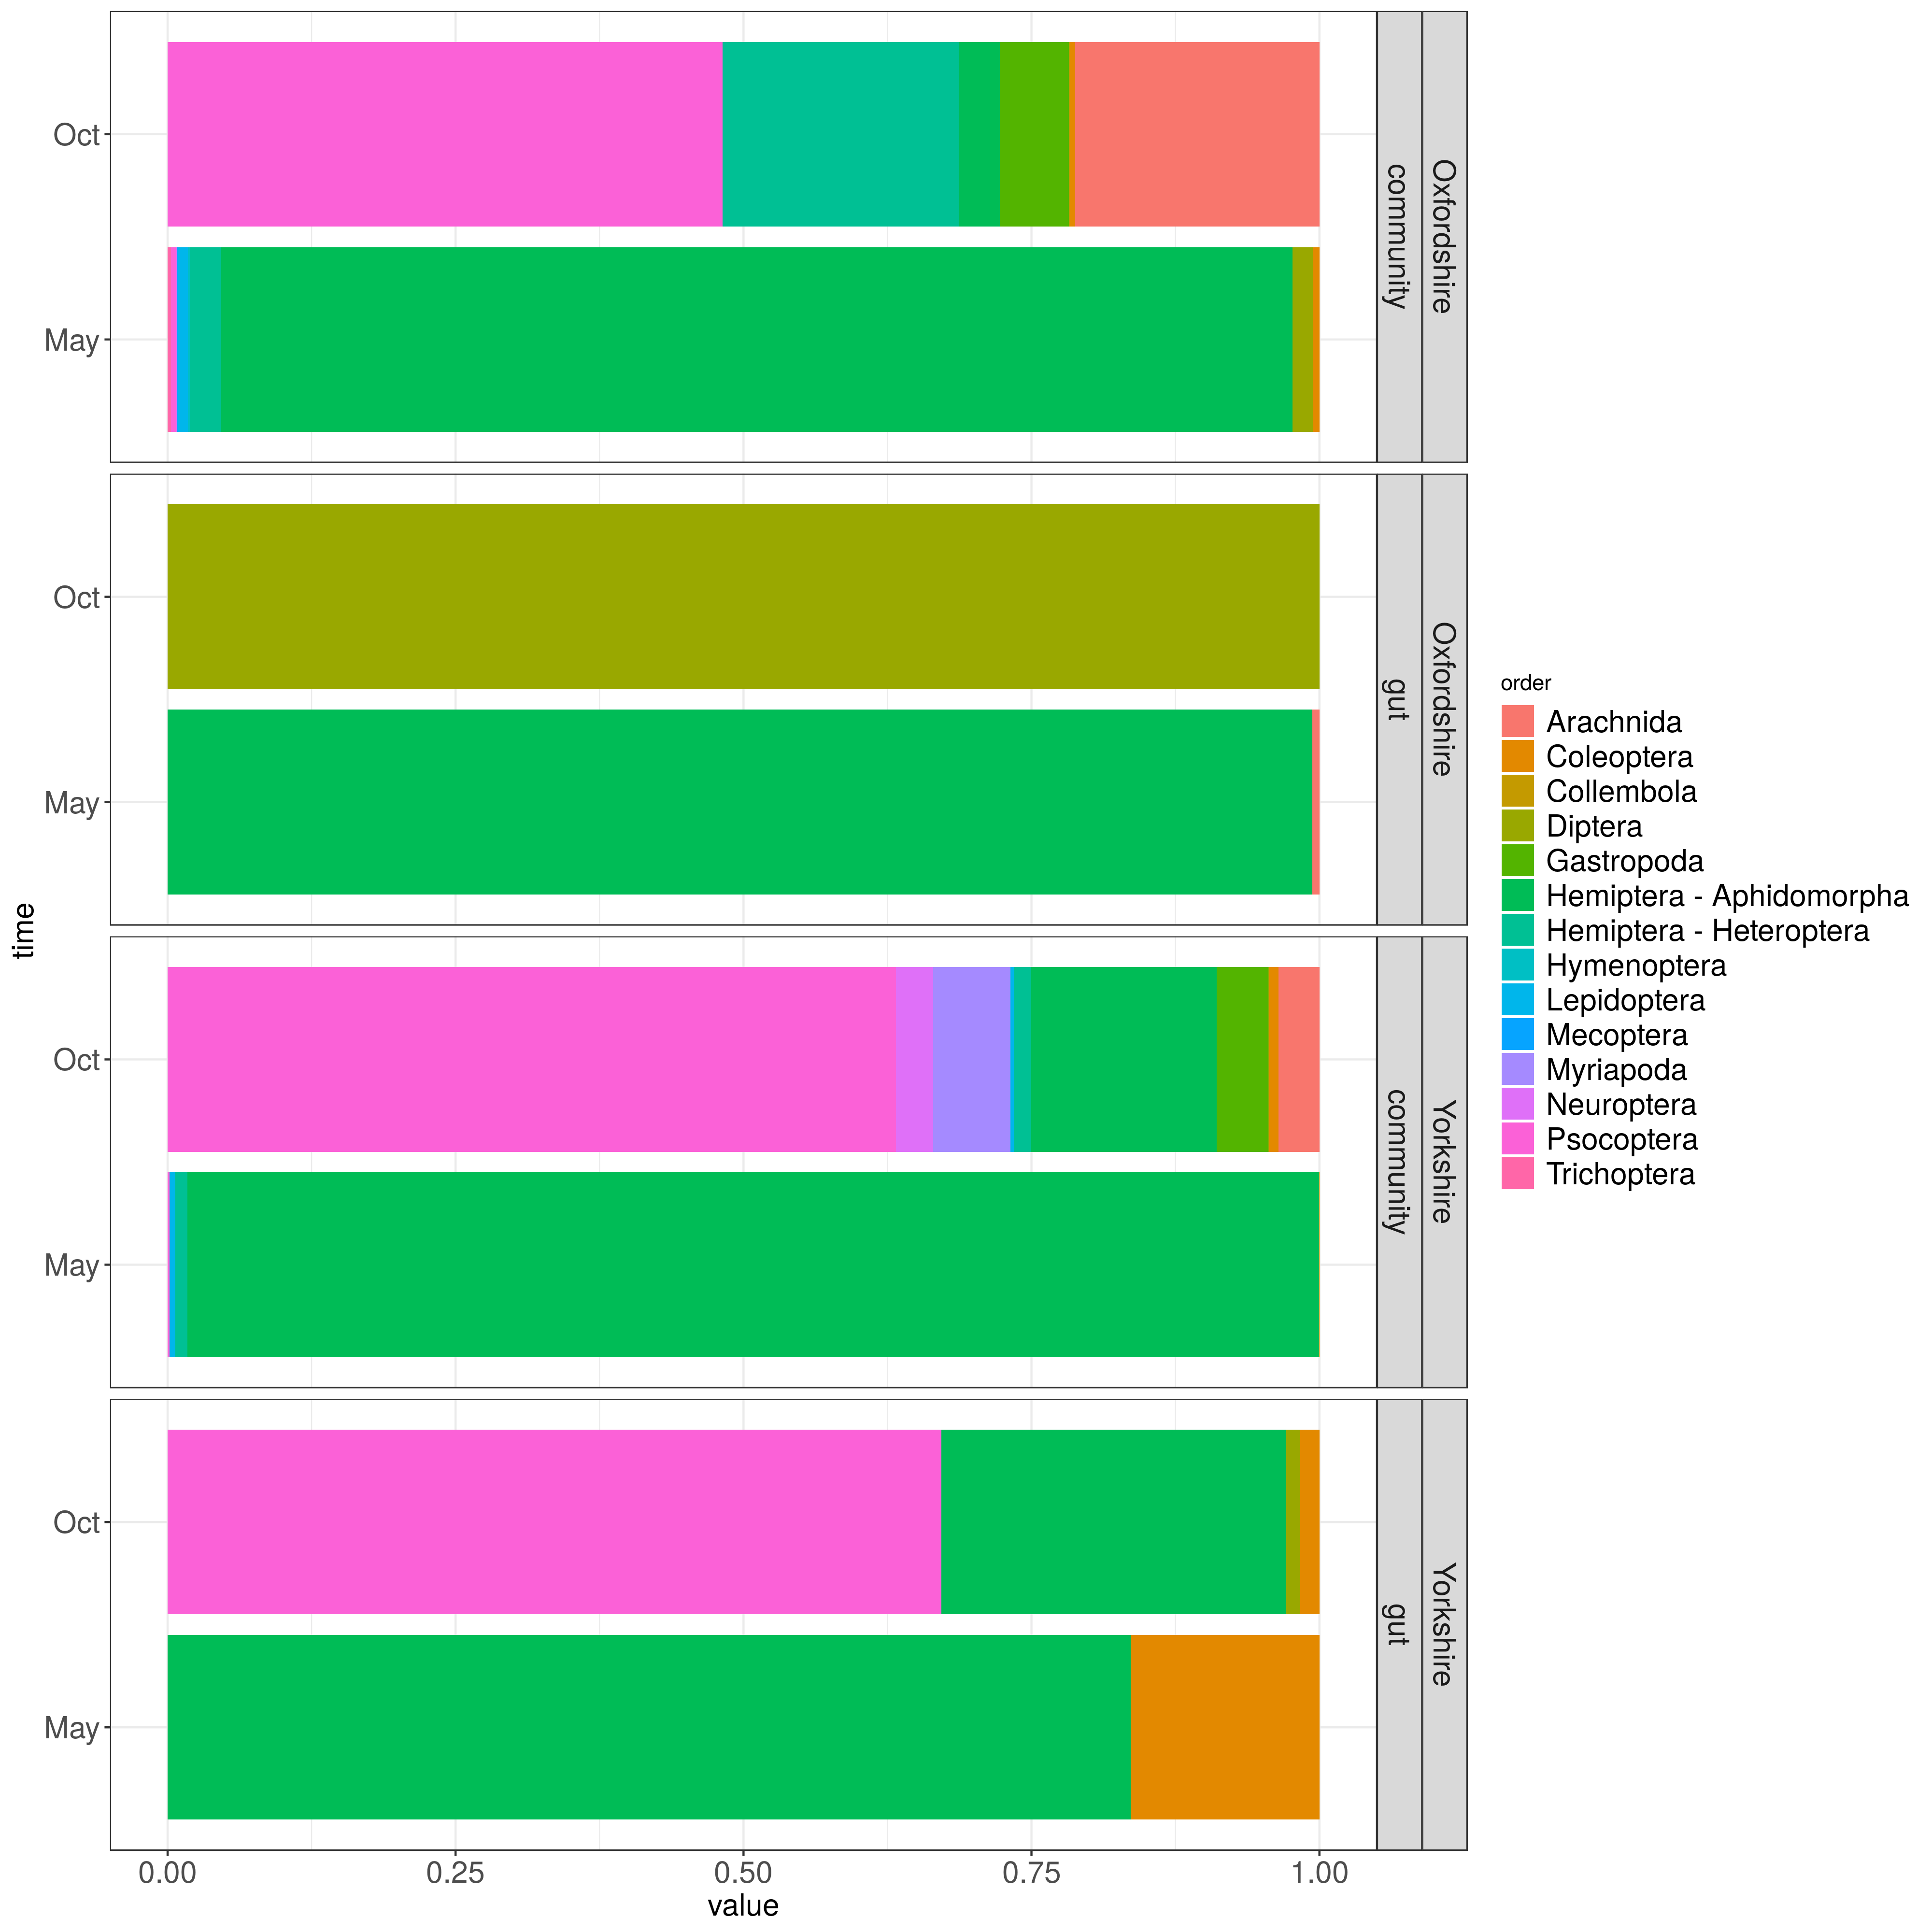 Oct
May
community
Oxfordshire
Oct
May
gut
Oxfordshire
time
Oct
May
community
Yorkshire
Oct
May
gut
Yorkshire
0.00 0.25 0.50 0.75 1.00
value
order
Arachnida
Coleoptera
Collembola
Diptera
Gastropoda
Hemiptera - Aphidomorpha
Hemiptera - Heteroptera
Hymenoptera
Lepidoptera
Mecoptera
Myriapoda
Neuroptera
Psocoptera
Trichoptera